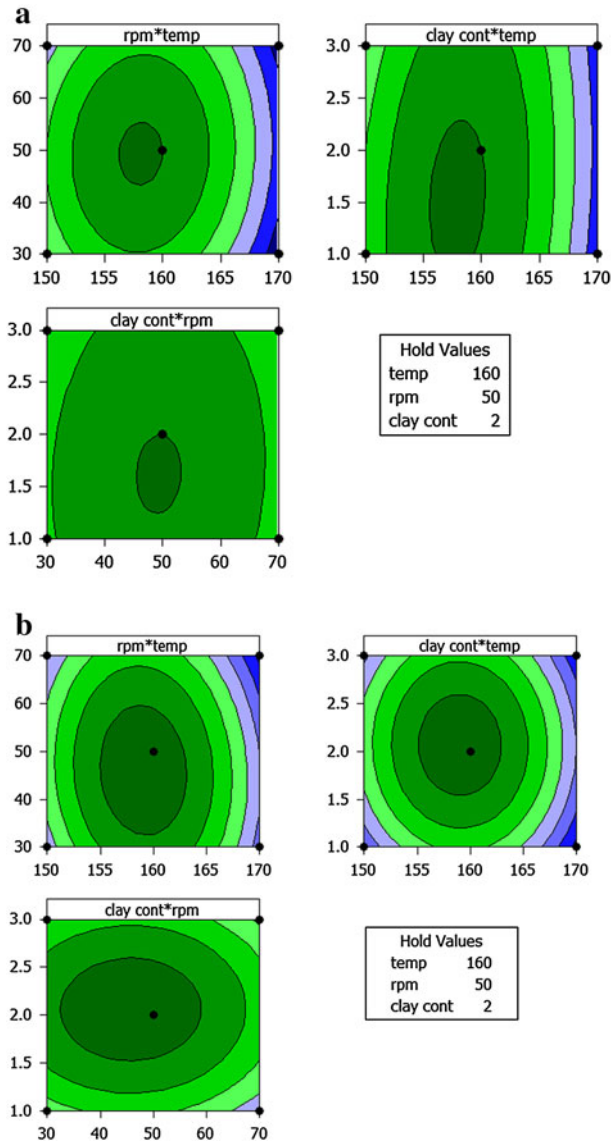 a
rpm*temp
clay cont*temp
70
60
50
40
30
150 155 160 165 170
3.0
2.5
2.0
1.5
1.0
150 155 160 165 170
clay cont*rpm
3.0
2.5
2.0
1.5
1.0
30 40 50 60 70
Hold Values
temp 160
rpm 50
clay cont 2
b
rpm*temp
clay cont*temp
70
60
50
40
30
150 155 160 165 170
3.0
2.5
2.0
1.5
1.0
150 155 160 165 170
clay cont*rpm
3.0
2.5
2.0
1.5
1.0
30 40 50 60 70
Hold Values
temp 160
rpm 50
clay cont 2